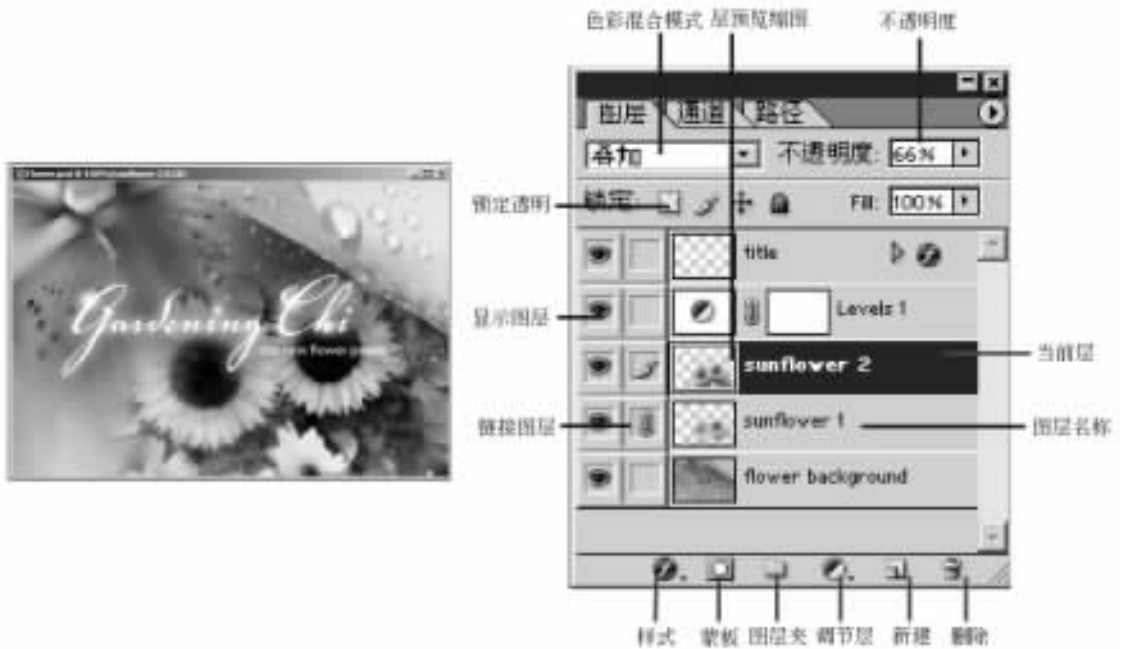 色彩混合模式 层预览缩图 不透明度
图层 通道 路径
叠加 不透明度: 66%
锁定透明 锁定: Fill: 100%
title
显示图层 Levels 1
sunflower 2 当前层
链接图层 sunflower 1 图层名称
flower background
样式 蒙板 图层夹 调节层 新建 删除
Gardening Chi
new flower